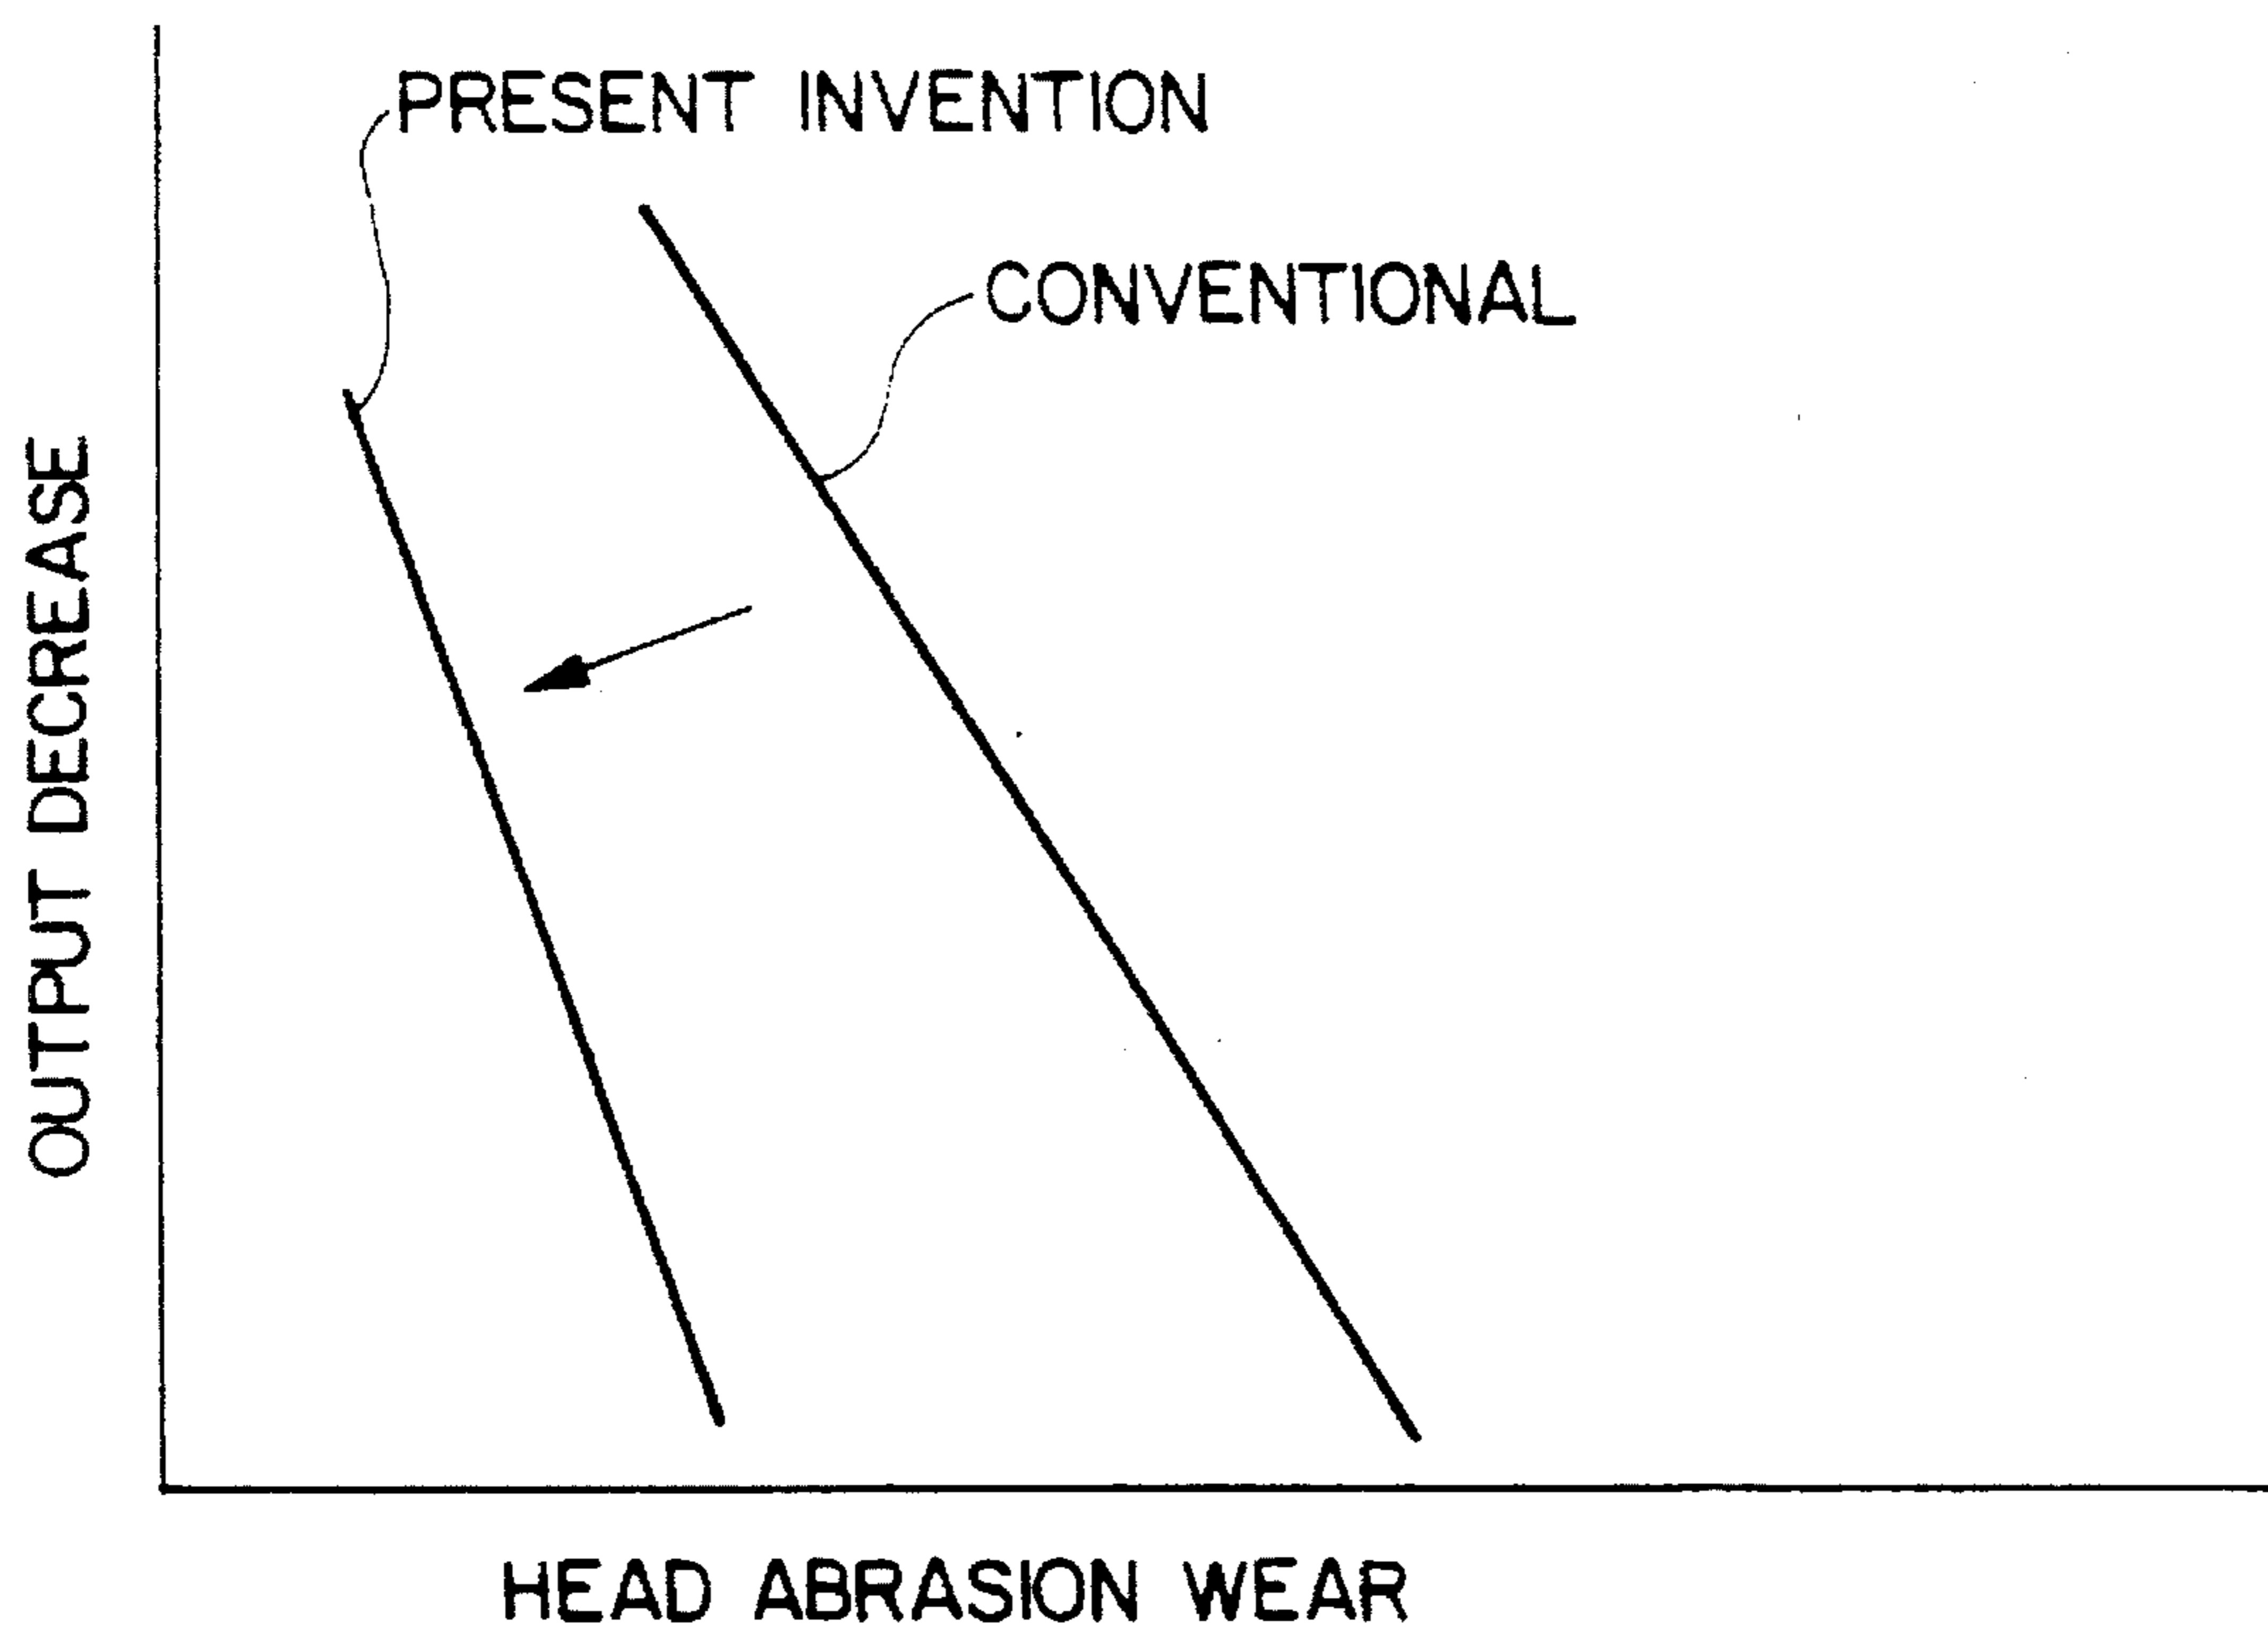 PRESENT INVENTION
CONVENTIONAL
OUTPUT DECREASE
HEAD ABRASION WEAR